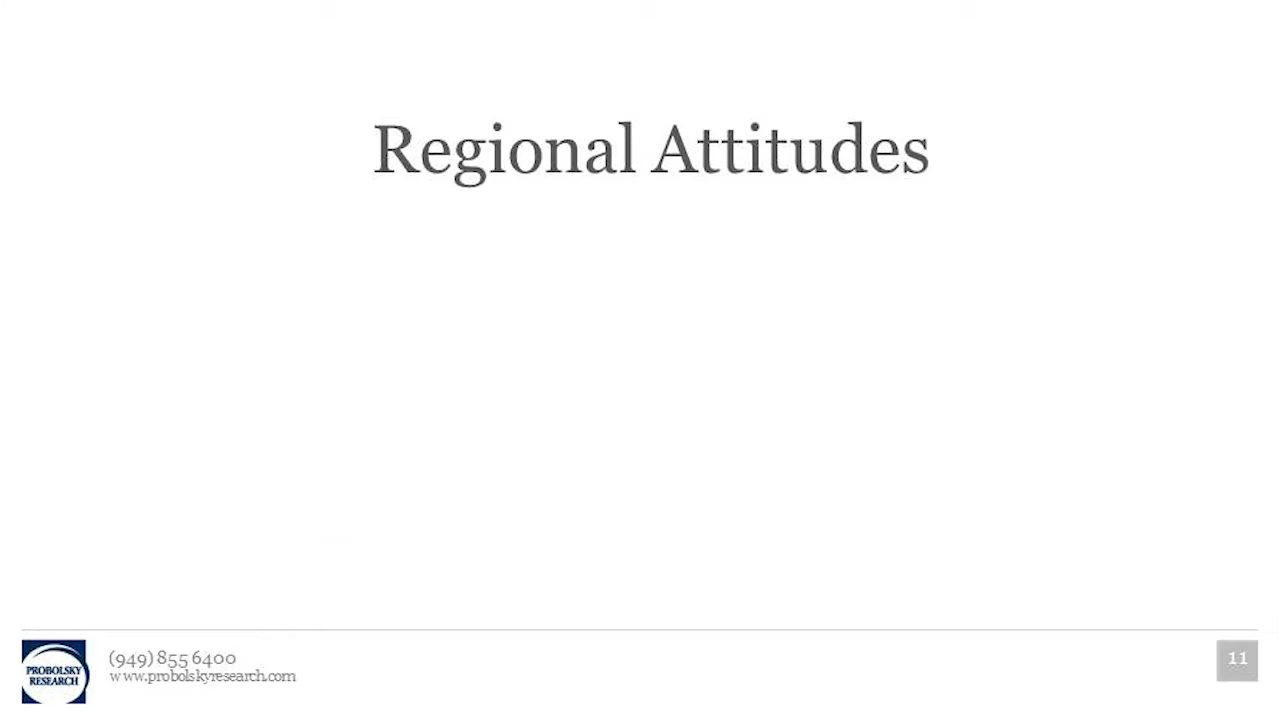 Regional Attitudes
PROBOLSKY
RESEARCH
(949) 855 6400
www.probolskyresearch.com
11